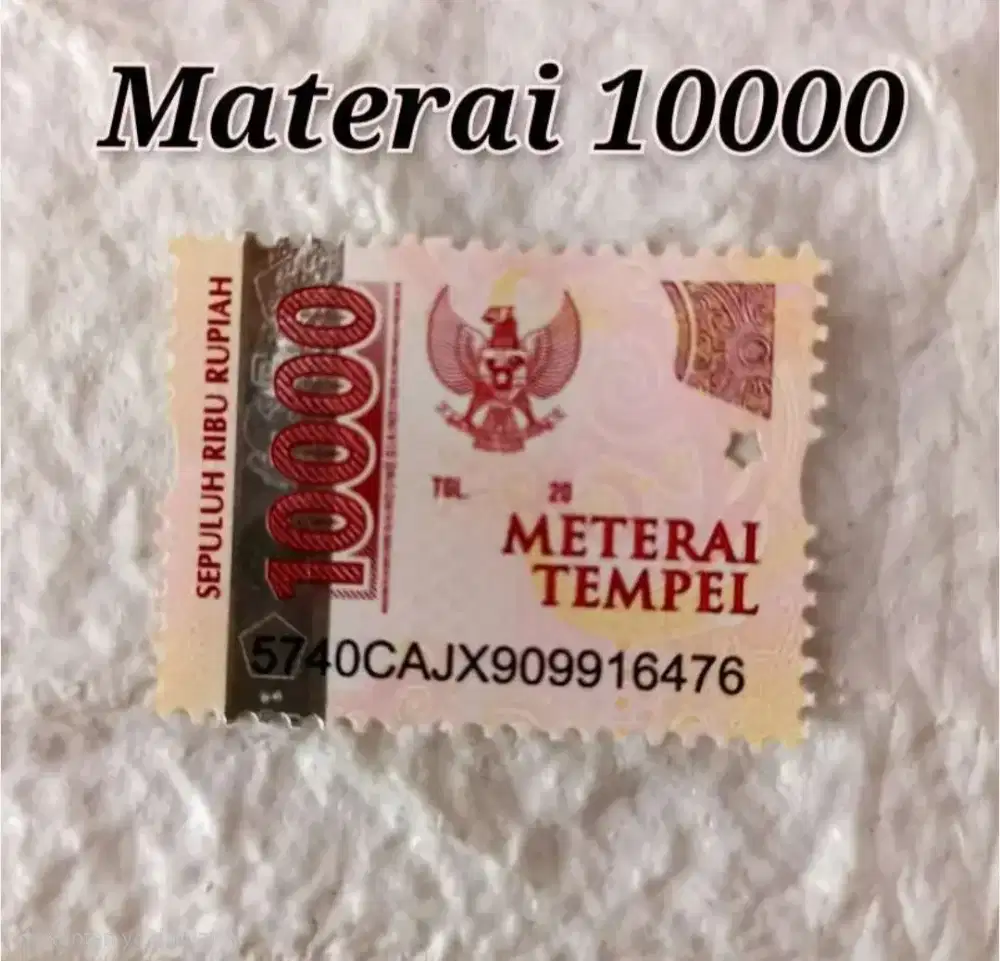 Materai 10000
SEPULUH RIBU RUPIAH
10000
TGL. 20
METERAI
TEMPEL
5740CAJX909916476